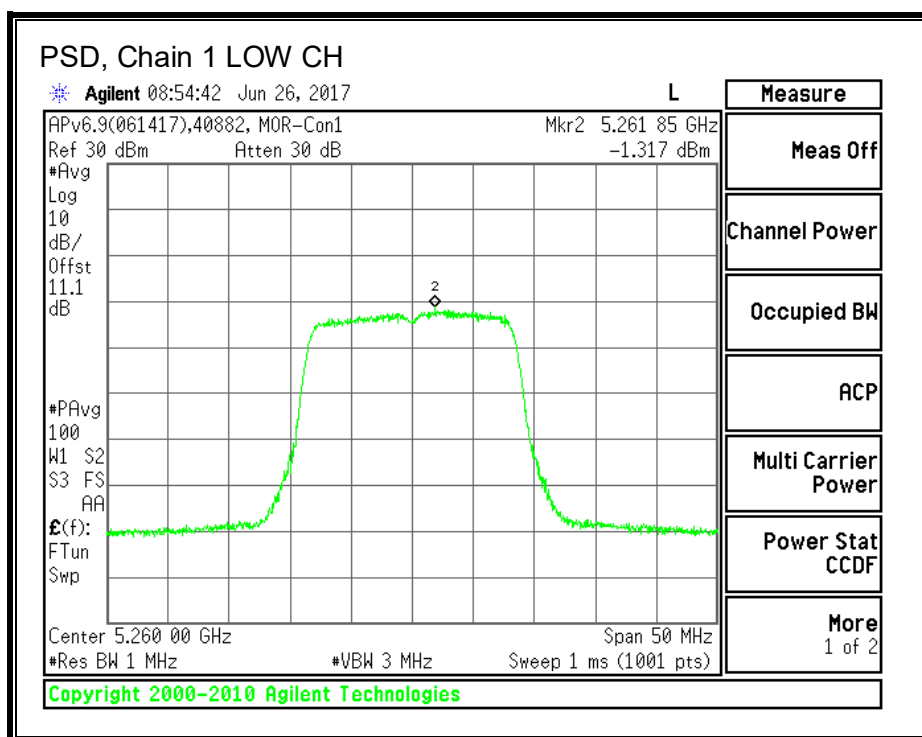 PSD, Chain 1 LOW CH
Agilent 08:54:42 Jun 26, 2017 L
Measure
APv6.9(061417),40882, MOR-Con1 Mkr2 5.261 85 GHz
Ref 30 dBm Atten 30 dB -1.317 dBm
#Avg
Log
10
dB/
Offst
11.1
dB
2
#PAvg
100
W1 S2
S3 FS
AA
£(f):
FTun
Swp
Center 5.260 00 GHz Span 50 MHz
#Res BW 1 MHz #VBW 3 MHz Sweep 1 ms (1001 pts)
Copyright 2000-2010 Agilent Technologies
Meas Off
Channel Power
Occupied BW
ACP
Multi Carrier
Power
Power Stat
CCDF
More
1 of 2